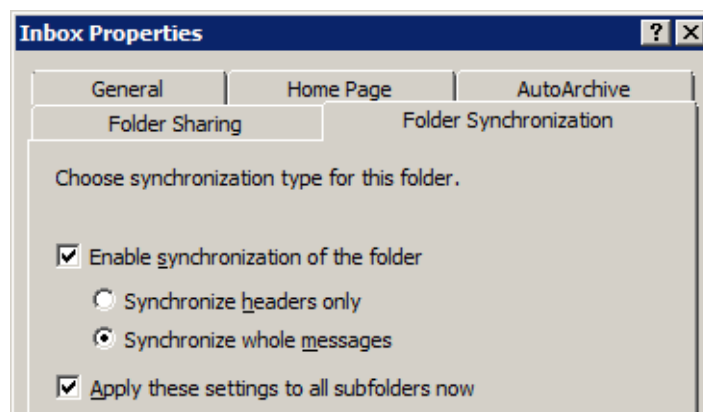 Inbox Properties
General Home Page AutoArchive
Folder Sharing Folder Synchronization
Choose synchronization type for this folder.
Enable synchronization of the folder
Synchronize headers only
Synchronize whole messages
Apply these settings to all subfolders now